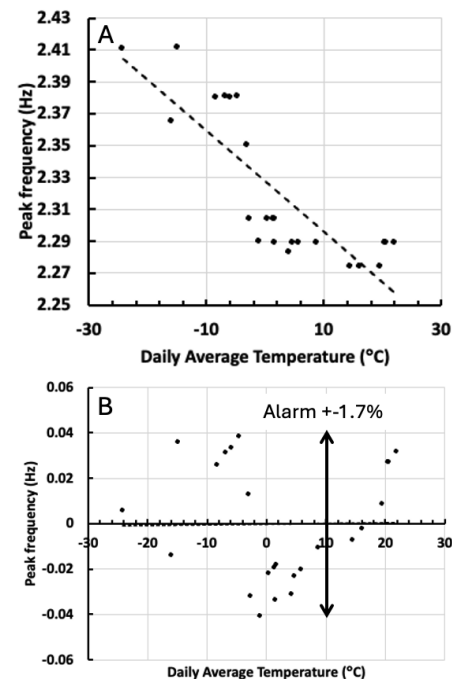 2.43
A
2.41
2.39
2.37
2.35
2.33
2.31
2.29
2.27
2.25
Peak frequency (Hz)
-30 -10 10 30
Daily Average Temperature (°C)
0.06
B
Alarm +-1.7%
0.04
0.02
0
-0.02
-0.04
-0.06
Peak frequency (Hz)
-30 -20 -10 0 10 20 30
Daily Average Temperature (°C)